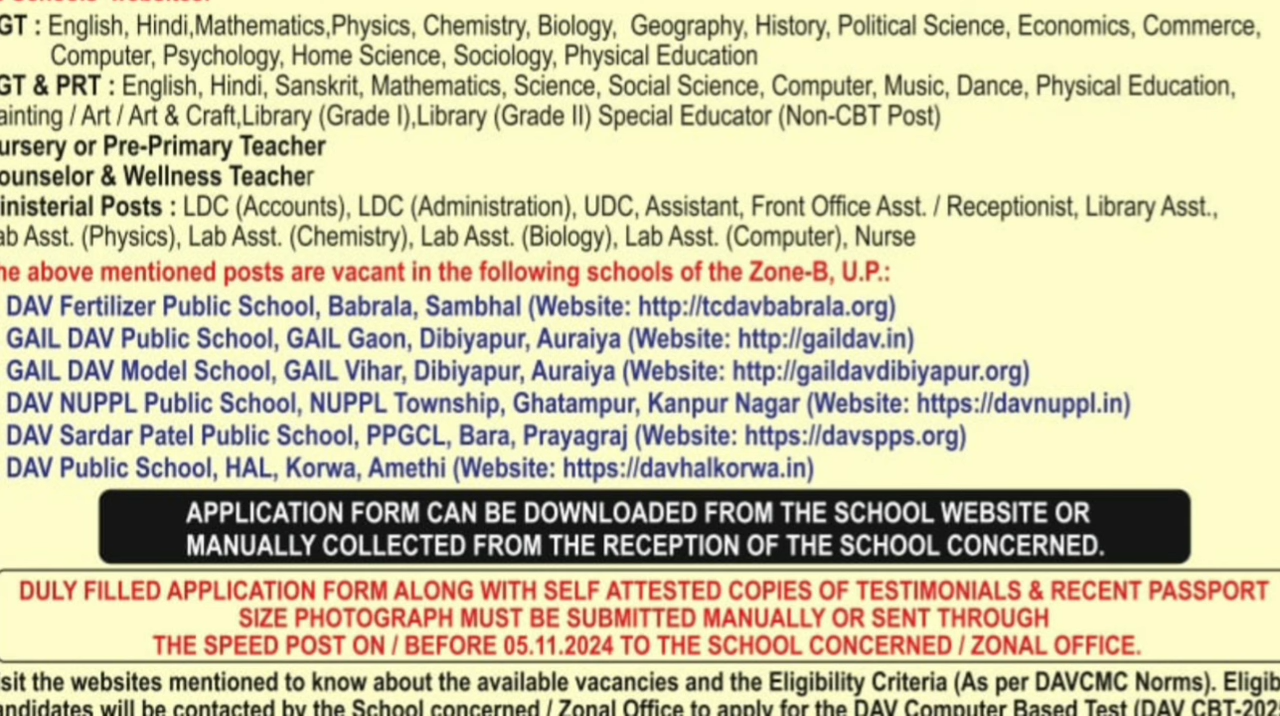 GT : English, Hindi,Mathematics,Physics, Chemistry, Biology, Geography, History, Political Science, Economics, Commerce,
Computer, Psychology, Home Science, Sociology, Physical Education
GT & PRT : English, Hindi, Sanskrit, Mathematics, Science, Social Science, Computer, Music, Dance, Physical Education,
ainting / Art / Art & Craft,Library (Grade I),Library (Grade II) Special Educator (Non-CBT Post)
ursery or Pre-Primary Teacher
ounselor & Wellness Teacher
inisterial Posts : LDC (Accounts), LDC (Administration), UDC, Assistant, Front Office Asst. / Receptionist, Library Asst.,
ab Asst. (Physics), Lab Asst. (Chemistry), Lab Asst. (Biology), Lab Asst. (Computer), Nurse
he above mentioned posts are vacant in the following schools of the Zone-B, U.P.:
DAV Fertilizer Public School, Babrala, Sambhal (Website: http://tcdavbabrala.org)
GAIL DAV Public School, GAIL Gaon, Dibiyapur, Auraiya (Website: http://gaildav.in)
GAIL DAV Model School, GAIL Vihar, Dibiyapur, Auraiya (Website: http://gaildavdibiyapur.org)
DAV NUPPL Public School, NUPPL Township, Ghatampur, Kanpur Nagar (Website: https://davnuppl.in)
DAV Sardar Patel Public School, PPGCL, Bara, Prayagraj (Website: https://davspps.org)
DAV Public School, HAL, Korwa, Amethi (Website: https://davhalkorwa.in)
APPLICATION FORM CAN BE DOWNLOADED FROM THE SCHOOL WEBSITE OR
MANUALLY COLLECTED FROM THE RECEPTION OF THE SCHOOL CONCERNED.
DULY FILLED APPLICATION FORM ALONG WITH SELF ATTESTED COPIES OF TESTIMONIALS & RECENT PASSPORT
SIZE PHOTOGRAPH MUST BE SUBMITTED MANUALLY OR SENT THROUGH
THE SPEED POST ON / BEFORE 05.11.2024 TO THE SCHOOL CONCERNED / ZONAL OFFICE.
sit the websites mentioned to know about the available vacancies and the Eligibility Criteria (As per DAVCMC Norms). Eligib
andidates will be contacted by the School concerned / Zonal Office to apply for the DAV Computer Based Test (DAV CBT-202